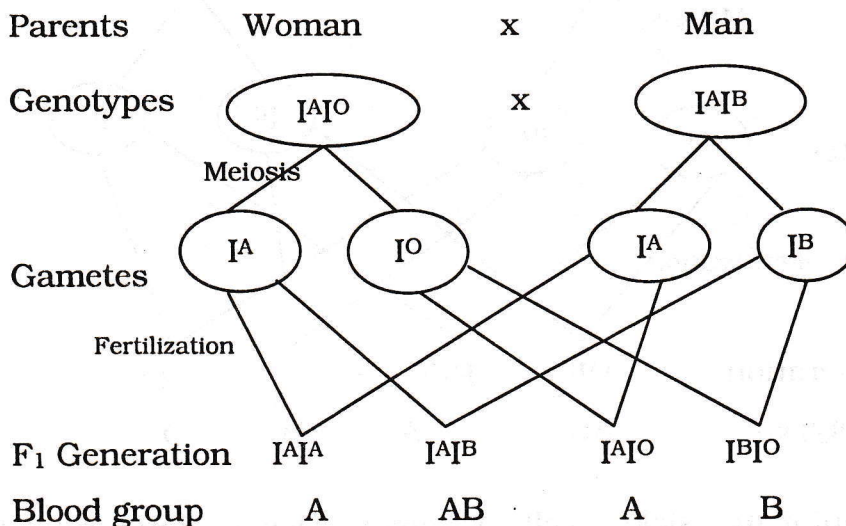 Parents Woman x Man
Genotypes IᴬIᴼ x IᴬIᴮ
Meiosis
Gametes Iᴬ Iᴼ Iᴬ Iᴮ
Fertilization
F₁ Generation IᴬIᴬ IᴬIᴮ IᴬIᴼ IᴮIᴼ
Blood group A AB A B